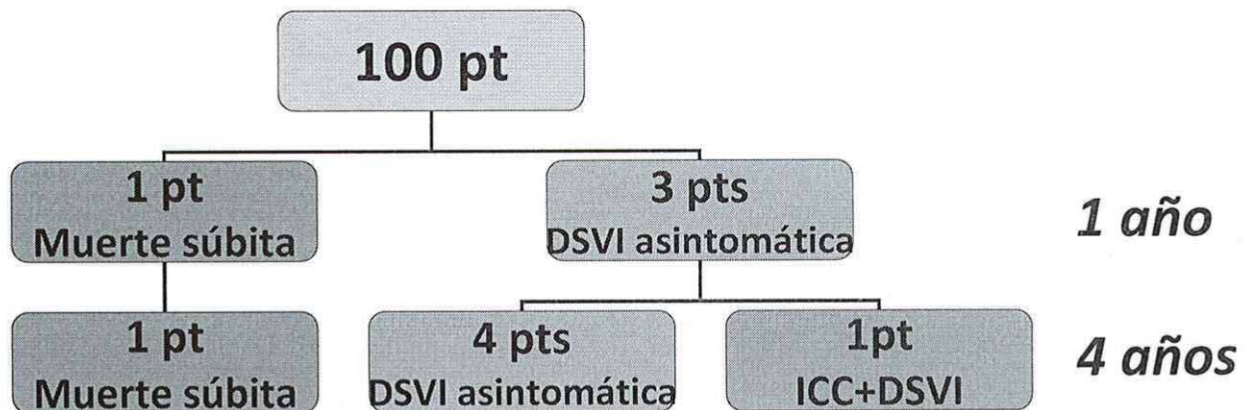 100 pt
1 pt
Muerte súbita
3 pts
DSVI asintomática
1 año
1 pt
Muerte súbita
4 pts
DSVI asintomática
1pt
ICC+DSVI
4 años